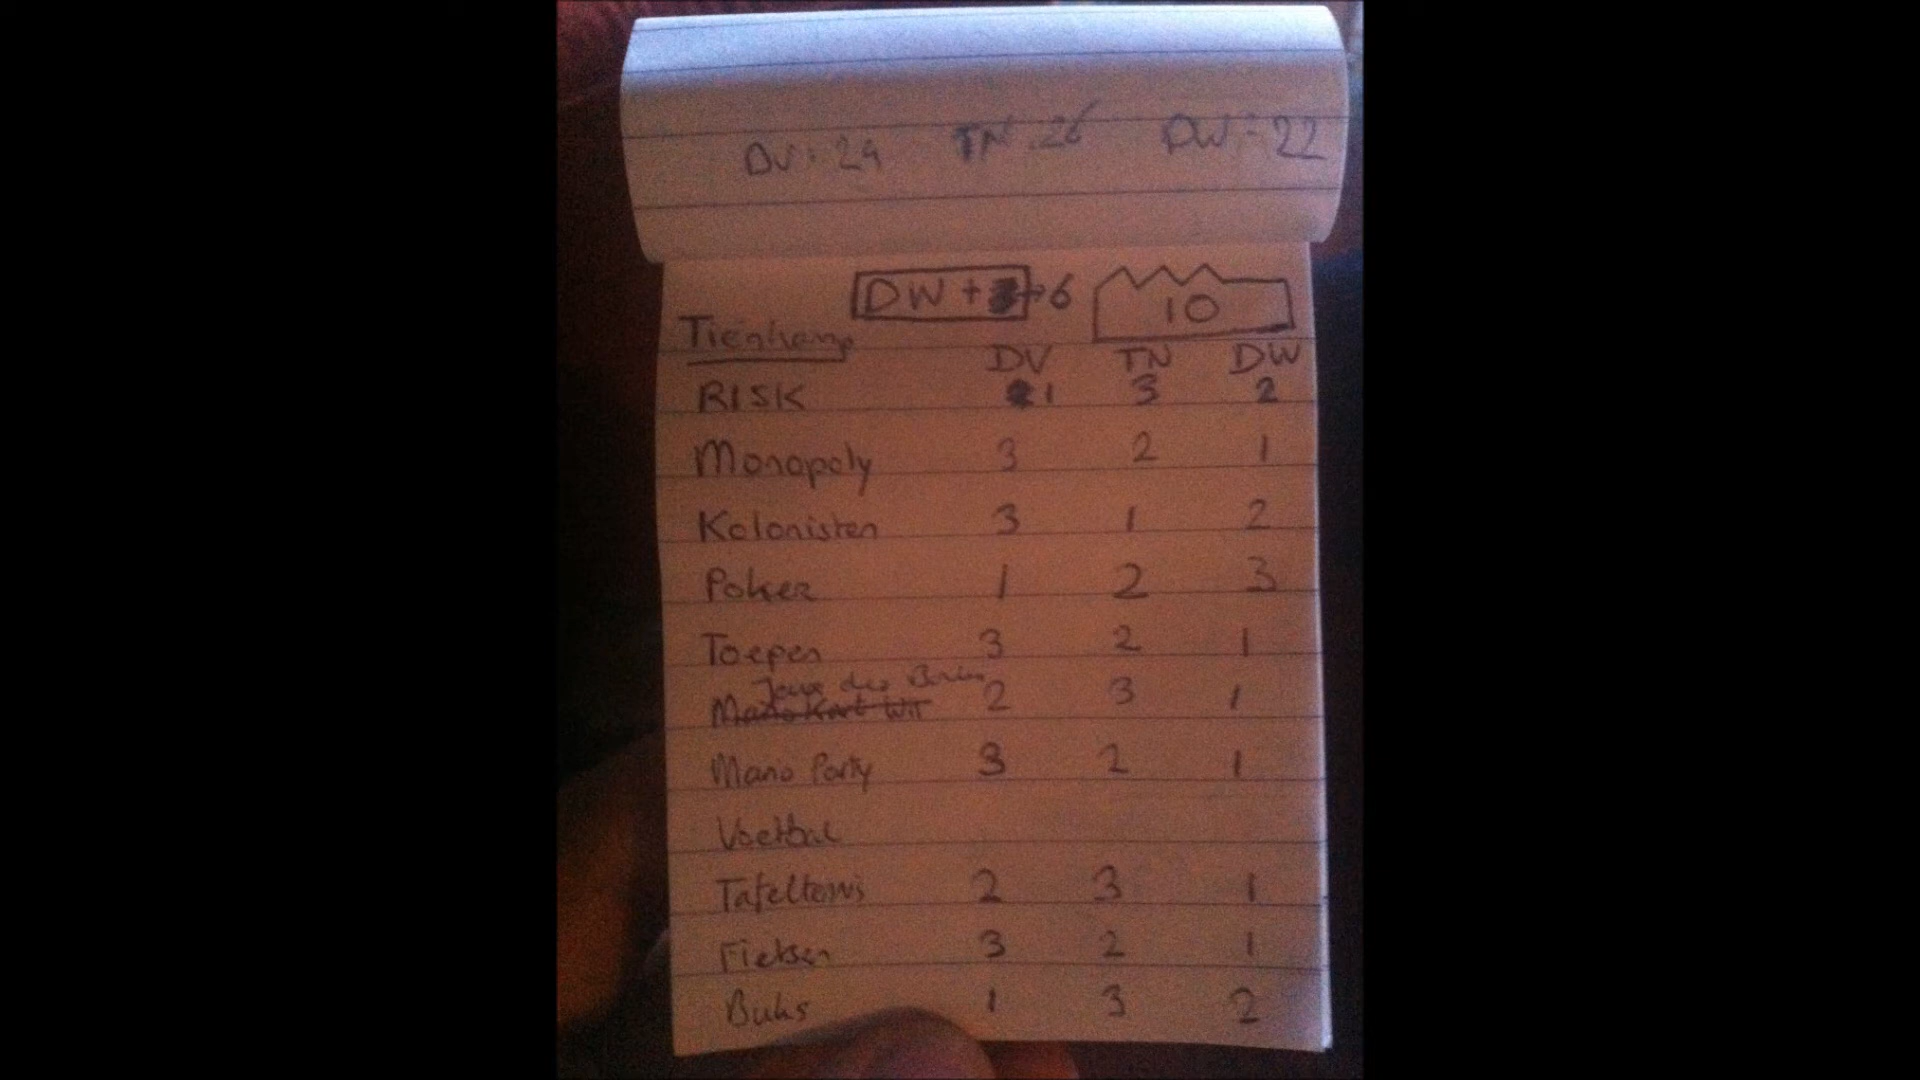 DV: 24 TN: 26 DW: 22
DW + 6 10
Tienkamp
DV TN DW
RISK 1 3 2
Monopoly 3 2 1
Kolonisten 3 1 2
Poker 1 2 3
Toepen 3 2 1
Jeux des Boules
Mario Kart Wii 2 3 1
Mario Party 3 2 1
Voetbal
Tafeltennis 2 3 1
Fietsen 3 2 1
Buks 1 3 2